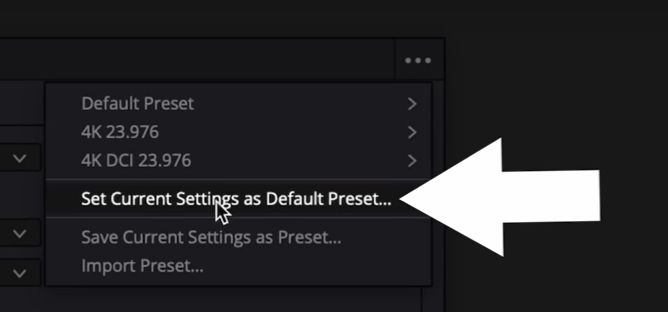 Default Preset
4K 23.976
4K DCI 23.976
Set Current Settings as Default Preset...
Save Current Settings as Preset...
Import Preset...